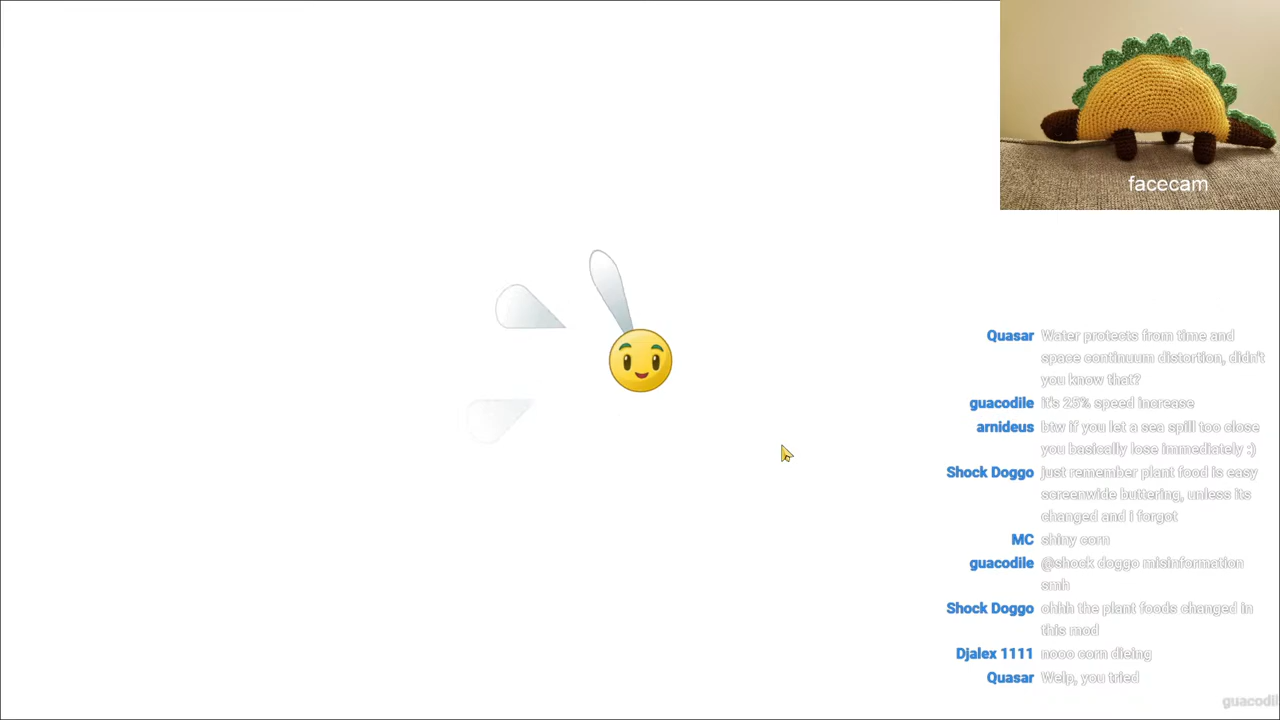 facecam
Quasar Water protects from time and
space continuum distortion, didn't
you know that?
guacodile it's 25% speed increase
arnideus btw if you let a sea spill too close
you basically lose immediately :)
Shock Doggo just remember plant food is easy
screenwide buttering, unless its
changed and i forgot
MC shiny corn
guacodile @shock doggo misinformation
smh
Shock Doggo ohhh the plant foods changed in
this mod
Djalex 1111 nooo corn dieing
Quasar Welp, you tried
guacodil